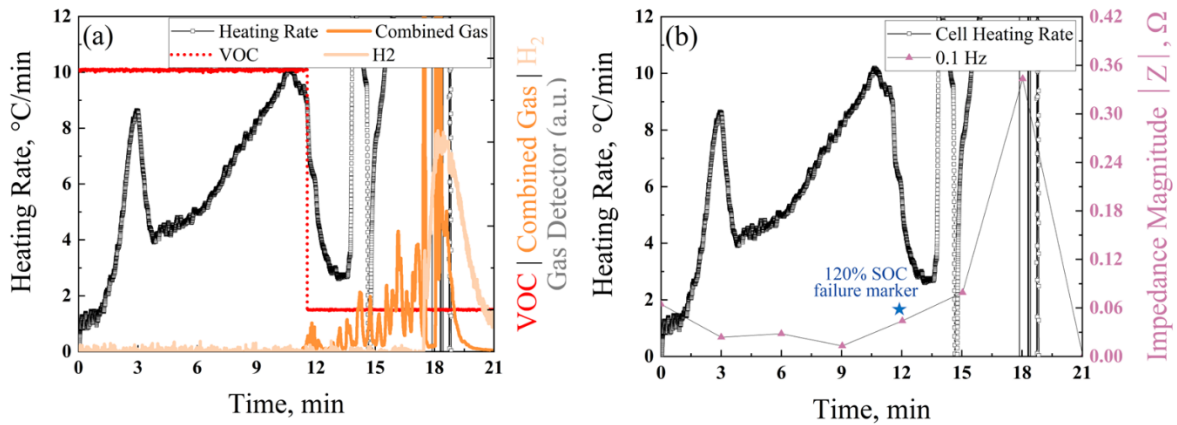 (a)
Heating Rate
Combined Gas
VOC
H2
12
10
8
6
4
2
0
Heating Rate, °C/min
0 3 6 9 12 15 18 21
Time, min
VOC | Combined Gas | H₂
Gas Detector (a.u.)
(b)
Cell Heating Rate
0.1 Hz
12
10
8
6
4
2
0
Heating Rate, °C/min
120% SOC
failure marker
0 3 6 9 12 15 18 21
Time, min
0.42
0.36
0.30
0.24
0.18
0.12
0.06
0.00
Impedance Magnitude |Z|, Ω